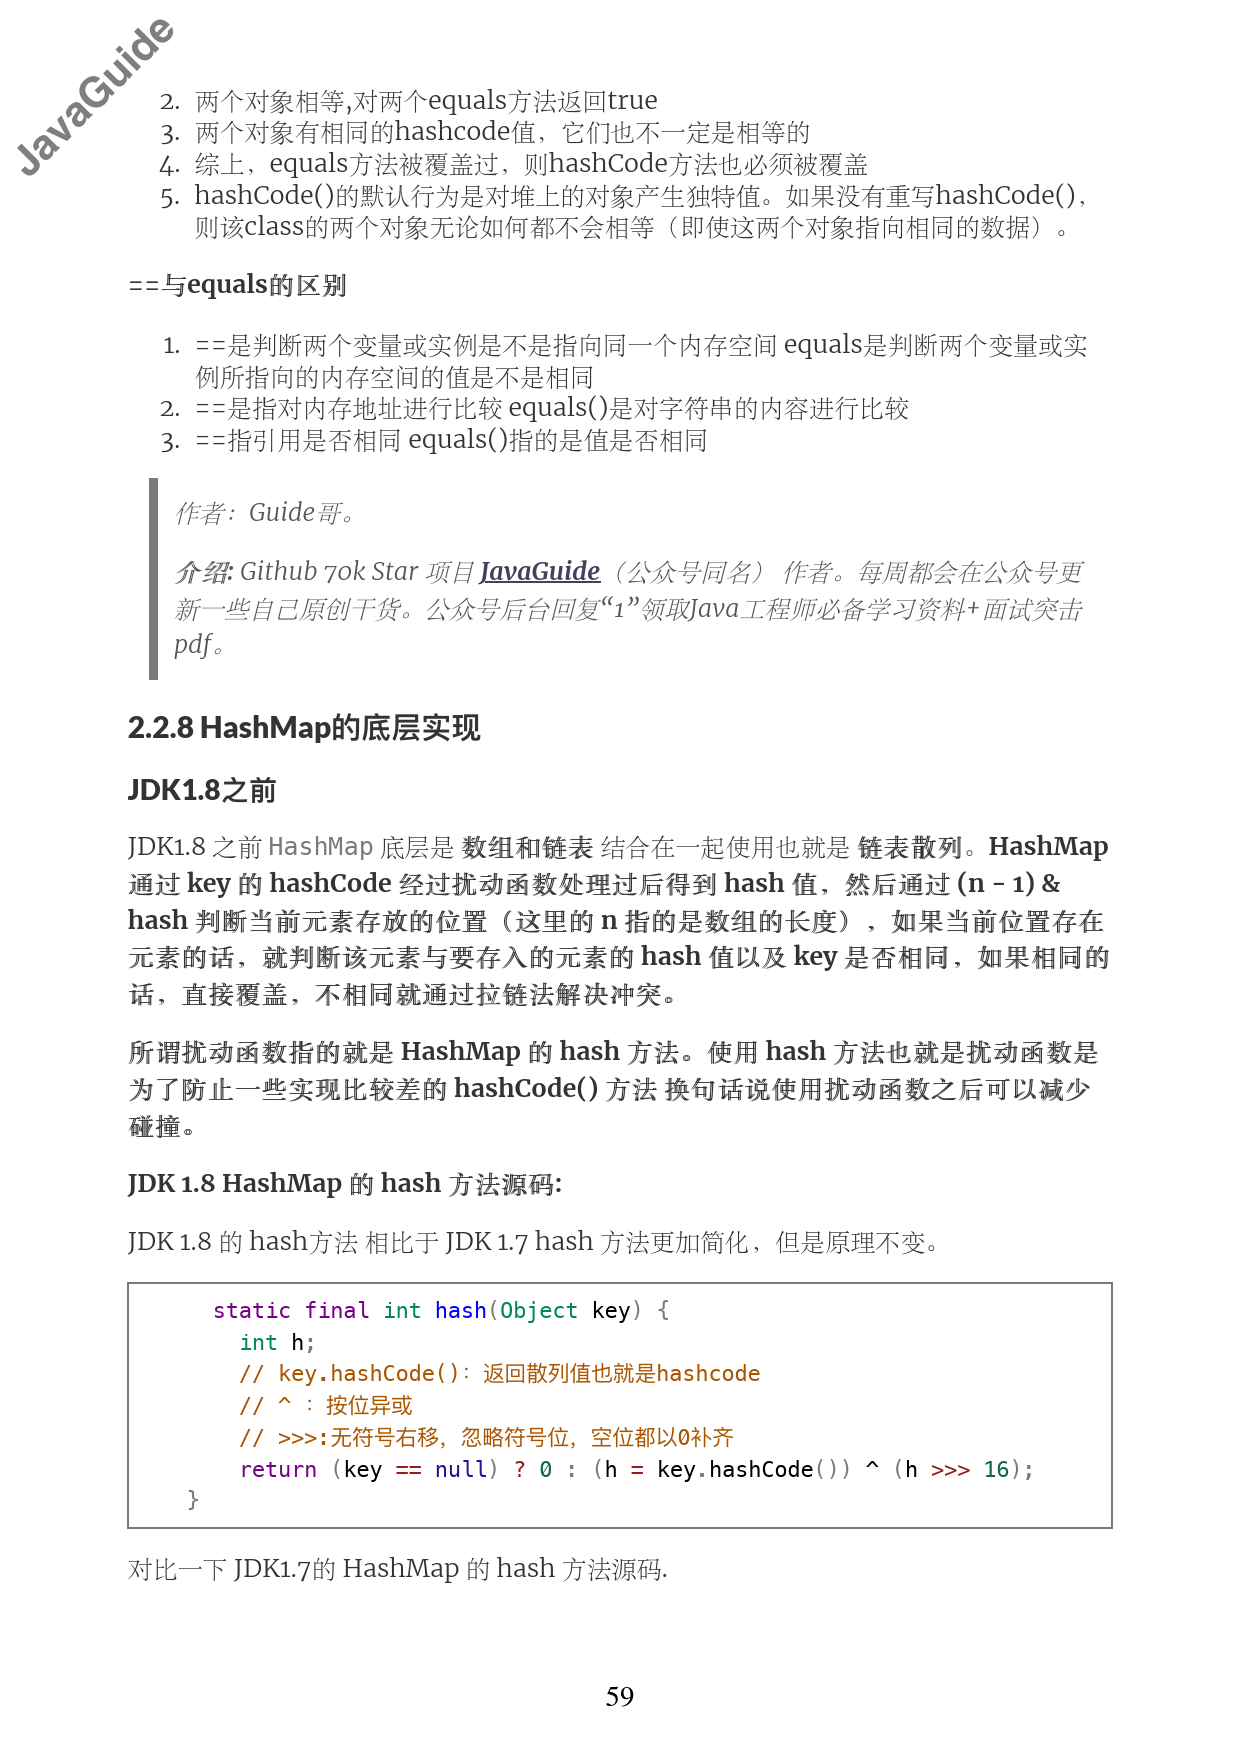 JavaGuide
2. 两个对象相等,对两个equals方法返回true
3. 两个对象有相同的hashcode值，它们也不一定是相等的
4. 综上，equals方法被覆盖过，则hashCode方法也必须被覆盖
5. hashCode()的默认行为是对堆上的对象产生独特值。如果没有重写hashCode()，
则该class的两个对象无论如何都不会相等（即使这两个对象指向相同的数据）。
==与equals的区别
1. ==是判断两个变量或实例是不是指向同一个内存空间 equals是判断两个变量或实
例所指向的内存空间的值是不是相同
2. ==是指对内存地址进行比较 equals()是对字符串的内容进行比较
3. ==指引用是否相同 equals()指的是值是否相同
作者：Guide哥。
介绍: Github 70k Star 项目 JavaGuide（公众号同名） 作者。每周都会在公众号更
新一些自己原创干货。公众号后台回复“1”领取Java工程师必备学习资料+面试突击
pdf。
2.2.8 HashMap的底层实现
JDK1.8之前
JDK1.8 之前 HashMap 底层是 数组和链表 结合在一起使用也就是 链表散列。HashMap
通过 key 的 hashCode 经过扰动函数处理过后得到 hash 值，然后通过 (n - 1) &
hash 判断当前元素存放的位置（这里的 n 指的是数组的长度），如果当前位置存在
元素的话，就判断该元素与要存入的元素的 hash 值以及 key 是否相同，如果相同的
话，直接覆盖，不相同就通过拉链法解决冲突。
所谓扰动函数指的就是 HashMap 的 hash 方法。使用 hash 方法也就是扰动函数是
为了防止一些实现比较差的 hashCode() 方法 换句话说使用扰动函数之后可以减少
碰撞。
JDK 1.8 HashMap 的 hash 方法源码:
JDK 1.8 的 hash方法 相比于 JDK 1.7 hash 方法更加简化，但是原理不变。
static final int hash(Object key) {
int h;
// key.hashCode()：返回散列值也就是hashcode
// ^ ：按位异或
// >>>:无符号右移，忽略符号位，空位都以0补齐
return (key == null) ? 0 : (h = key.hashCode()) ^ (h >>> 16);
}
对比一下 JDK1.7的 HashMap 的 hash 方法源码.
59